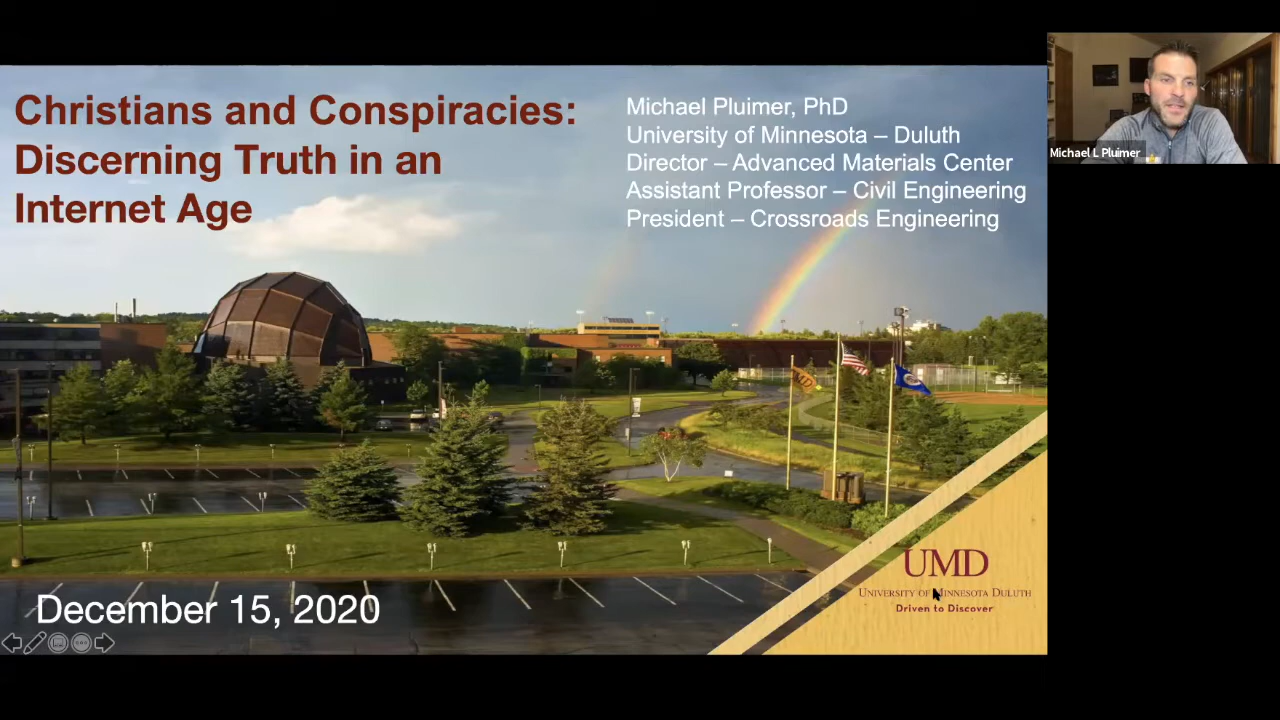 Christians and Conspiracies:
Discerning Truth in an
Internet Age
Michael Pluimer, PhD
University of Minnesota – Duluth
Director – Advanced Materials Center
Assistant Professor – Civil Engineering
President – Crossroads Engineering
Michael L Pluimer
UMD
UMD
University of Minnesota Duluth
Driven to Discover
December 15, 2020